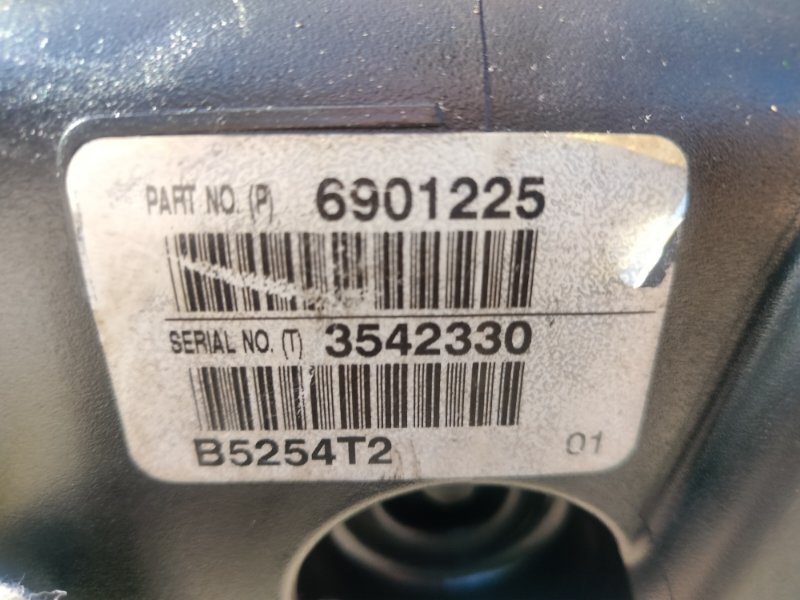 PART NO. (P) 6901225
SERIAL NO. (T) 3542330
B5254T2 01